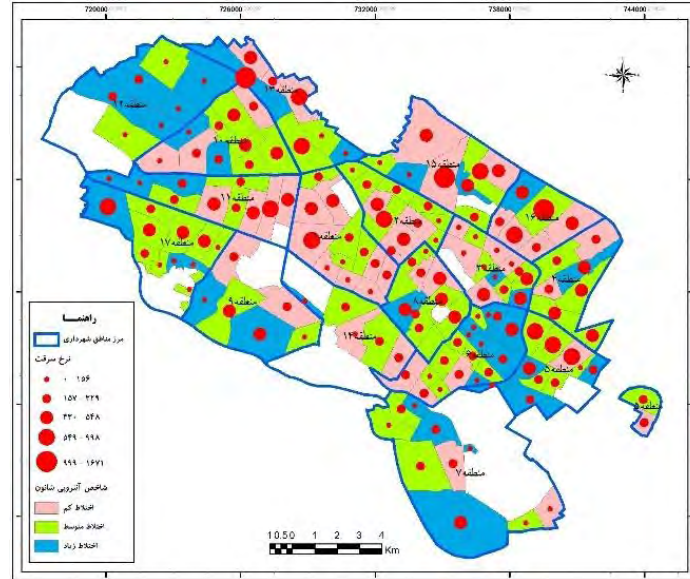 720000 726000 732000 738000 744000
منطقه ۱۳
منطقه ۱۲
منطقه ۱۰
منطقه ۱۵
منطقه ۱۱
منطقه ۱۶
منطقه ۱۷
منطقه ۳
منطقه ۹
منطقه ۸
منطقه ۱۴
منطقه ۶
منطقه ۵
منطقه ۷
راهنما
مرز مناطق شهرداری
نرخ سرقت
۰ - ۱۵۶
۱۵۷ - ۳۲۹
۳۳۰ - ۵۴۸
۵۴۹ - ۹۹۸
۹۹۹ - ۱۶۷۱
شاخص آنتروپی شانون
اختلاط کم
اختلاط متوسط
اختلاط زیاد
1 0.5 0 1 2 3 4
Km